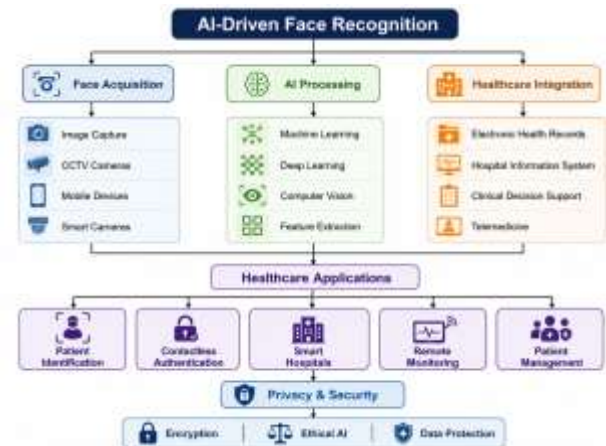 AI-Driven Face Recognition
Face Acquisition
Image Capture
CCTV Cameras
Mobile Devices
Smart Cameras
AI Processing
Machine Learning
Deep Learning
Computer Vision
Feature Extraction
Healthcare Integration
Electronic Health Records
Hospital Information System
Clinical Decision Support
Telemedicine
Healthcare Applications
Patient
Identification
Contactless
Authentication
Smart
Hospitals
Remote
Monitoring
Patient
Management
Privacy & Security
Encryption
Ethical AI
Data Protection